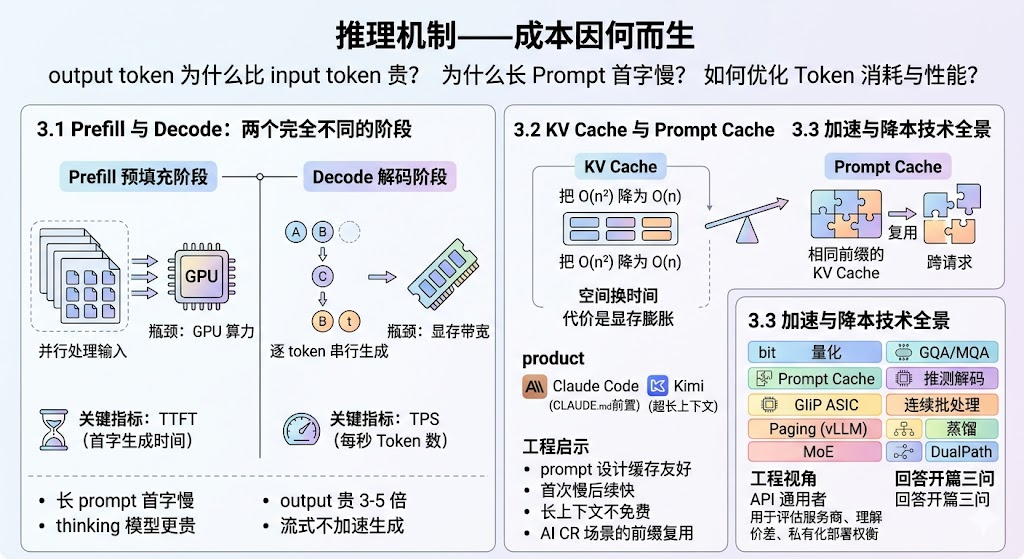 推理机制——成本因何而生
output token 为什么比 input token 贵？ 为什么长 Prompt 首字慢？ 如何优化 Token 消耗与性能？
3.1 Prefill 与 Decode：两个完全不同的阶段
Prefill 预填充阶段
Decode 解码阶段
GPU
瓶颈：GPU 算力
并行处理输入
A
B
C
B
t
瓶颈：显存带宽
逐 token 串行生成
关键指标：TTFT
（首字生成时间）
关键指标：TPS
（每秒 Token 数）
• 长 prompt 首字慢
• thinking 模型更贵
• output 贵 3-5 倍
• 流式不加速生成
3.2 KV Cache 与 Prompt Cache
3.3 加速与降本技术全景
KV Cache
把 O(n²) 降为 O(n)
把 O(n²) 降为 O(n)
空间换时间
代价是显存膨胀
Prompt Cache
复用
相同前缀的
KV Cache
跨请求
product
Claude Code
(CLAUDE.md前置)
Kimi
(超长上下文)
工程启示
• prompt 设计缓存友好
• 首次慢后续快
• 长上下文不免费
• AI CR 场景的前缀复用
3.3 加速与降本技术全景
bit 量化
GQA/MQA
Prompt Cache
推测解码
GliP ASIC
连续批处理
Paging (vLLM)
蒸馏
MoE
DualPath
工程视角
API 通用者
用于评估服务商、理解
价差、私有化部署权衡
回答开篇三问
回答开篇三问